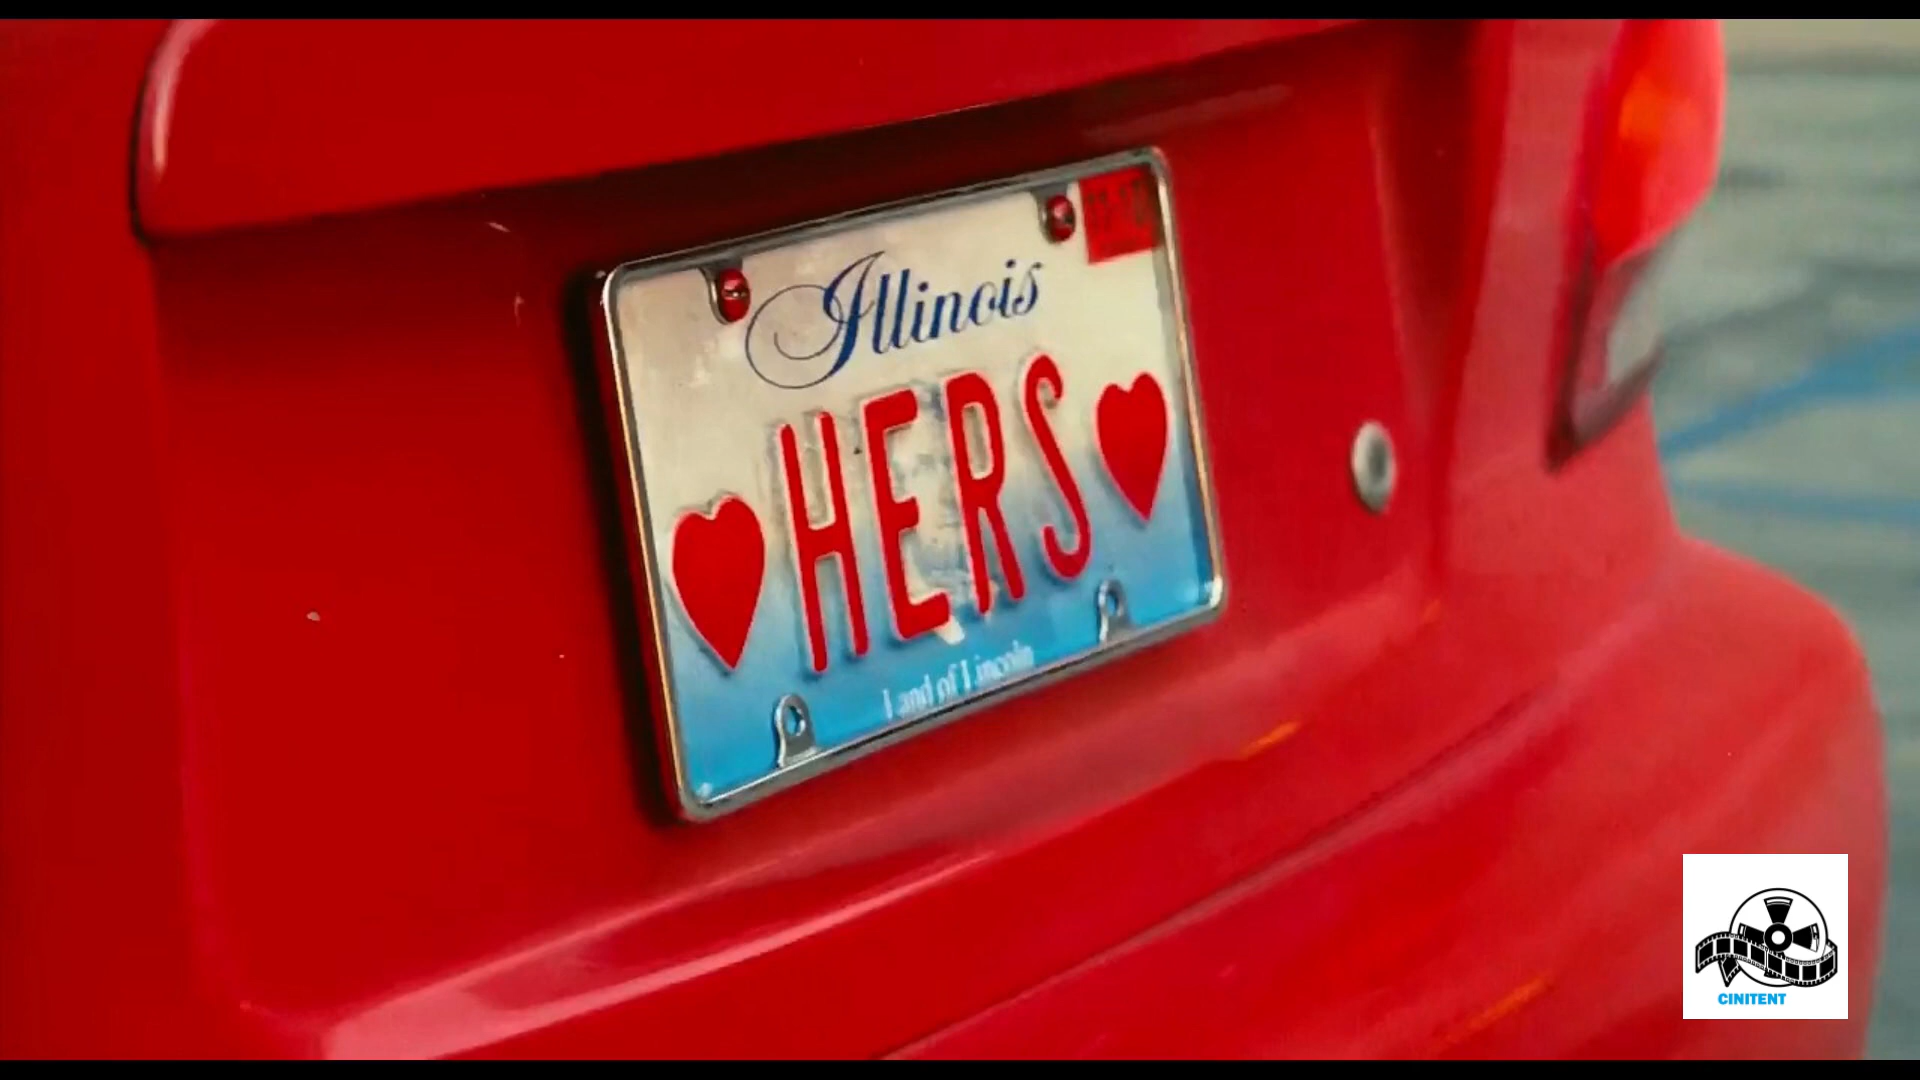 Illinois
♥HERS♥
Land of Lincoln
CINITENT